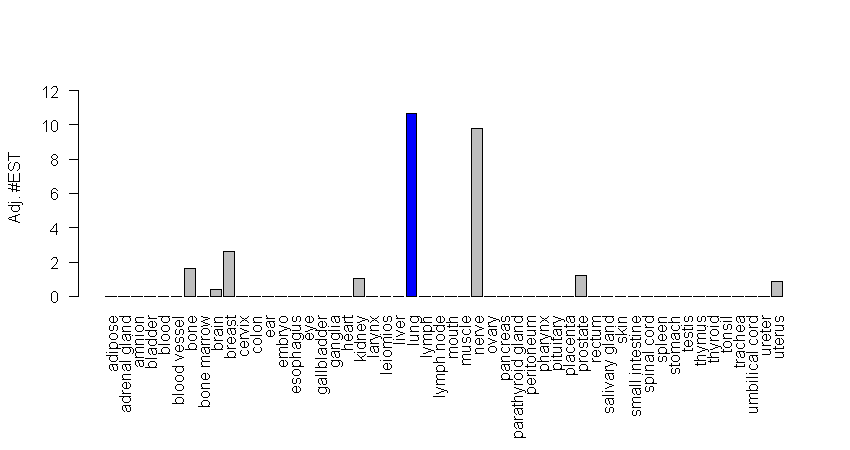 Adj. #EST
12
10
8
6
4
2
0
adipose
adrenal gland
amnion
bladder
blood
blood vessel
bone
bone marrow
brain
breast
cervix
colon
ear
embryo
esophagus
eye
gallbladder
ganglia
heart
kidney
larynx
leiomios
liver
lung
lymph
lymph node
mouth
muscle
nerve
ovary
pancreas
parathyroid gland
peritoneum
pharynx
pituitary
placenta
prostate
rectum
salivary gland
skin
small intestine
spinal cord
spleen
stomach
testis
thymus
thyroid
tonsil
trachea
umbilical cord
ureter
uterus